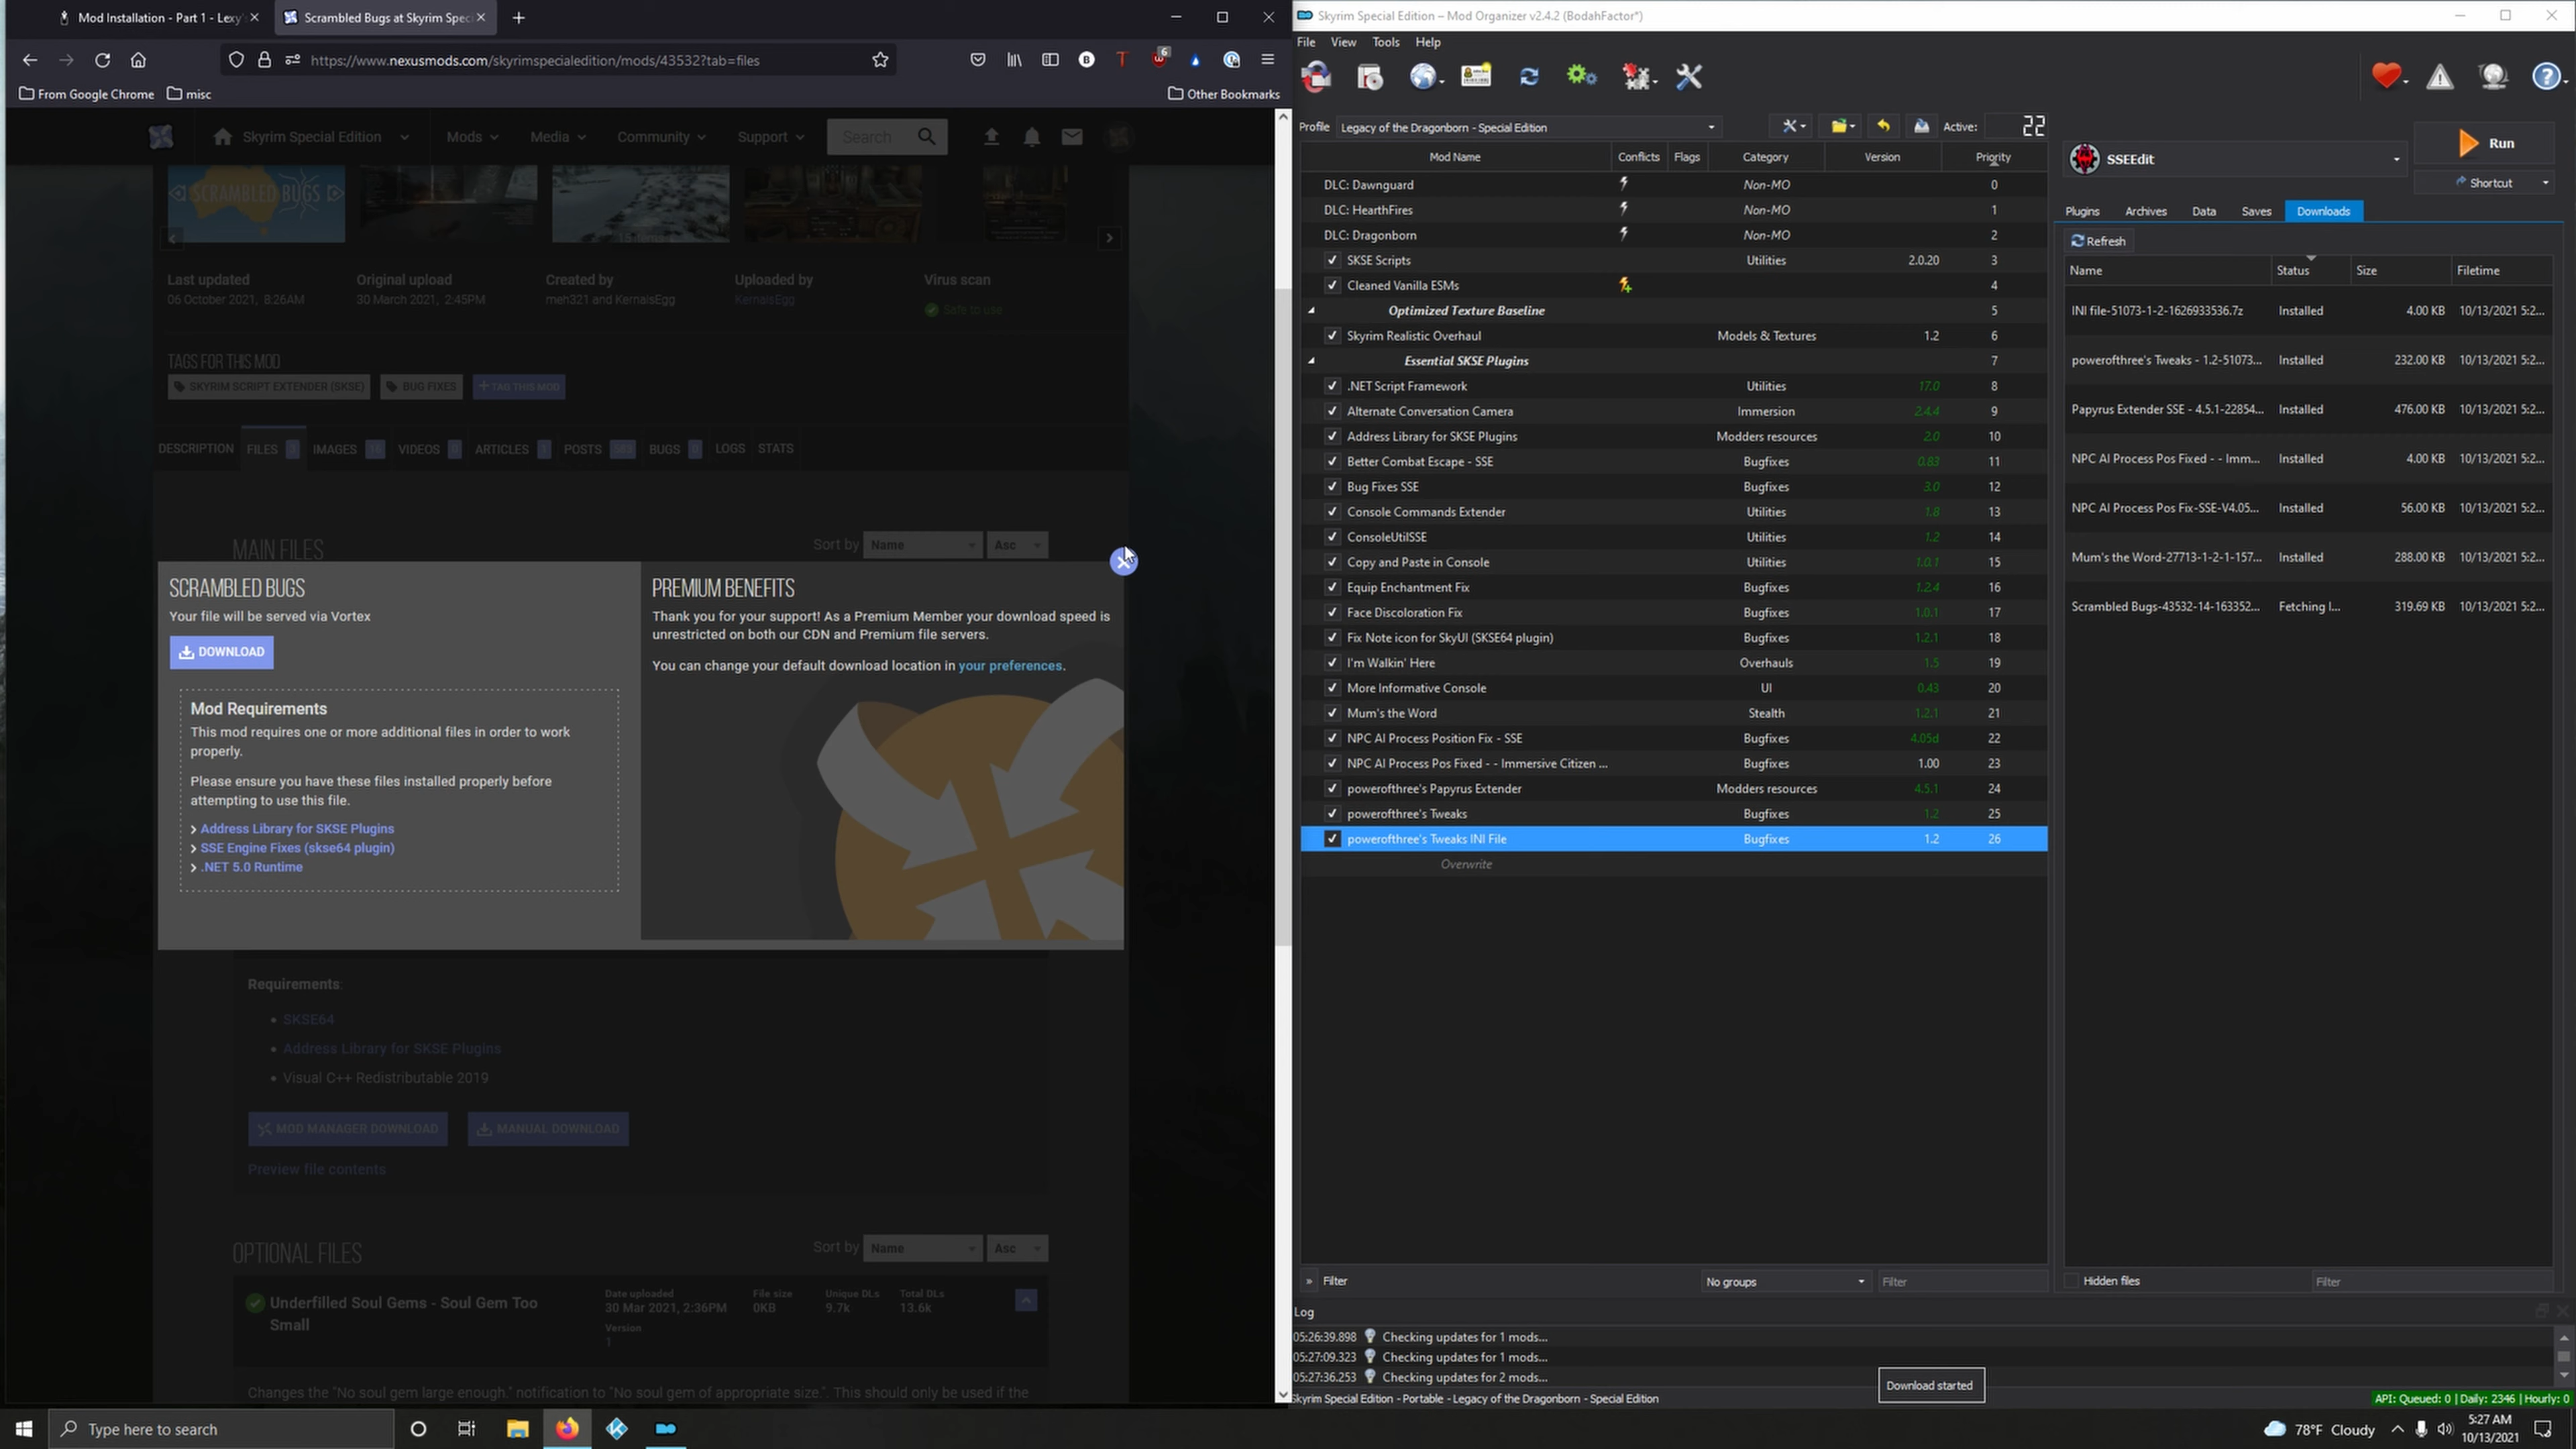 Mod Installation - Part 1 - Lexy'
Scrambled Bugs at Skyrim Speci
https://www.nexusmods.com/skyrimspecialedition/mods/43532?tab=files
From Google Chrome
misc
Other Bookmarks
Skyrim Special Edition
Mods
Media
Community
Support
Search
SCRAMBLED BUGS
Last updated
Original upload
Created by
Uploaded by
Virus scan
06 October 2021, 8:26AM
30 March 2021, 2:45PM
meh321 and KernalsEgg
KernalsEgg
Safe to use
TAGS FOR THIS MOD
SKYRIM SCRIPT EXTENDER (SKSE)
BUG FIXES
+ TAG THIS MOD
DESCRIPTION
FILES
IMAGES
VIDEOS 0
ARTICLES 1
POSTS
BUGS 0
LOGS
STATS
MAIN FILES
Sort by
Name
Asc
SCRAMBLED BUGS
Your file will be served via Vortex
DOWNLOAD
Mod Requirements
This mod requires one or more additional files in order to work
properly.
Please ensure you have these files installed properly before
attempting to use this file.
Address Library for SKSE Plugins
SSE Engine Fixes (skse64 plugin)
.NET 5.0 Runtime
PREMIUM BENEFITS
Thank you for your support! As a Premium Member your download speed is
unrestricted on both our CDN and Premium file servers.
You can change your default download location in your preferences.
Requirements:
SKSE64
Address Library for SKSE Plugins
Visual C++ Redistributable 2019
MOD MANAGER DOWNLOAD
MANUAL DOWNLOAD
Preview file contents
OPTIONAL FILES
Sort by
Name
Asc
Underfilled Soul Gems - Soul Gem Too
Small
Date uploaded
30 Mar 2021, 2:36PM
File size
0KB
Unique DLs
9.7k
Total DLs
13.6k
Version
1
Changes the "No soul gem large enough." notification to "No soul gem of appropriate size.". This should only be used if the
Skyrim Special Edition – Mod Organizer v2.4.2 (BodahFactor*)
File View Tools Help
Profile
Legacy of the Dragonborn - Special Edition
Active: 22
Mod Name Conflicts Flags Category Version Priority
DLC: Dawnguard Non-MO 0
DLC: HearthFires Non-MO 1
DLC: Dragonborn Non-MO 2
SKSE Scripts Utilities 2.0.20 3
Cleaned Vanilla ESMs 4
Optimized Texture Baseline 5
Skyrim Realistic Overhaul Models & Textures 1.2 6
Essential SKSE Plugins 7
.NET Script Framework Utilities 17.0 8
Alternate Conversation Camera Immersion 2.4.4 9
Address Library for SKSE Plugins Modders resources 2.0 10
Better Combat Escape - SSE Bugfixes 0.83 11
Bug Fixes SSE Bugfixes 3.0 12
Console Commands Extender Utilities 1.8 13
ConsoleUtilSSE Utilities 1.2 14
Copy and Paste in Console Utilities 1.0.1 15
Equip Enchantment Fix Bugfixes 1.2.4 16
Face Discoloration Fix Bugfixes 1.0.1 17
Fix Note icon for SkyUI (SKSE64 plugin) Bugfixes 1.2.1 18
I'm Walkin' Here Overhauls 1.5 19
More Informative Console UI 0.43 20
Mum's the Word Stealth 1.2.1 21
NPC AI Process Position Fix - SSE Bugfixes 4.05d 22
NPC AI Process Pos Fixed - - Immersive Citizen ... Bugfixes 1.00 23
powerofthree's Papyrus Extender Modders resources 4.5.1 24
powerofthree's Tweaks Bugfixes 1.2 25
powerofthree's Tweaks INI File Bugfixes 1.2 26
Overwrite
» Filter
No groups
Filter
SSEEdit
Run
Shortcut
Plugins Archives Data Saves Downloads
Refresh
Name Status Size Filetime
INI file-51073-1-2-1626933536.7z Installed 4.00 KB 10/13/2021 5:2...
powerofthree's Tweaks - 1.2-51073... Installed 232.00 KB 10/13/2021 5:2...
Papyrus Extender SSE - 4.5.1-22854... Installed 476.00 KB 10/13/2021 5:2...
NPC AI Process Pos Fixed - - Imm... Installed 4.00 KB 10/13/2021 5:2...
NPC AI Process Pos Fix-SSE-V4.05... Installed 56.00 KB 10/13/2021 5:2...
Mum's the Word-27713-1-2-1-157... Installed 288.00 KB 10/13/2021 5:2...
Scrambled Bugs-43532-14-163352... Fetching I... 319.69 KB 10/13/2021 5:2...
Hidden files
Filter
Log
05:26:39.898 Checking updates for 1 mods...
05:27:09.323 Checking updates for 1 mods...
05:27:36.253 Checking updates for 2 mods...
Download started
Skyrim Special Edition - Portable - Legacy of the Dragonborn - Special Edition
API: Queued: 0 | Daily: 2346 | Hourly: 0
Type here to search
78°F Cloudy
5:27 AM
10/13/2021